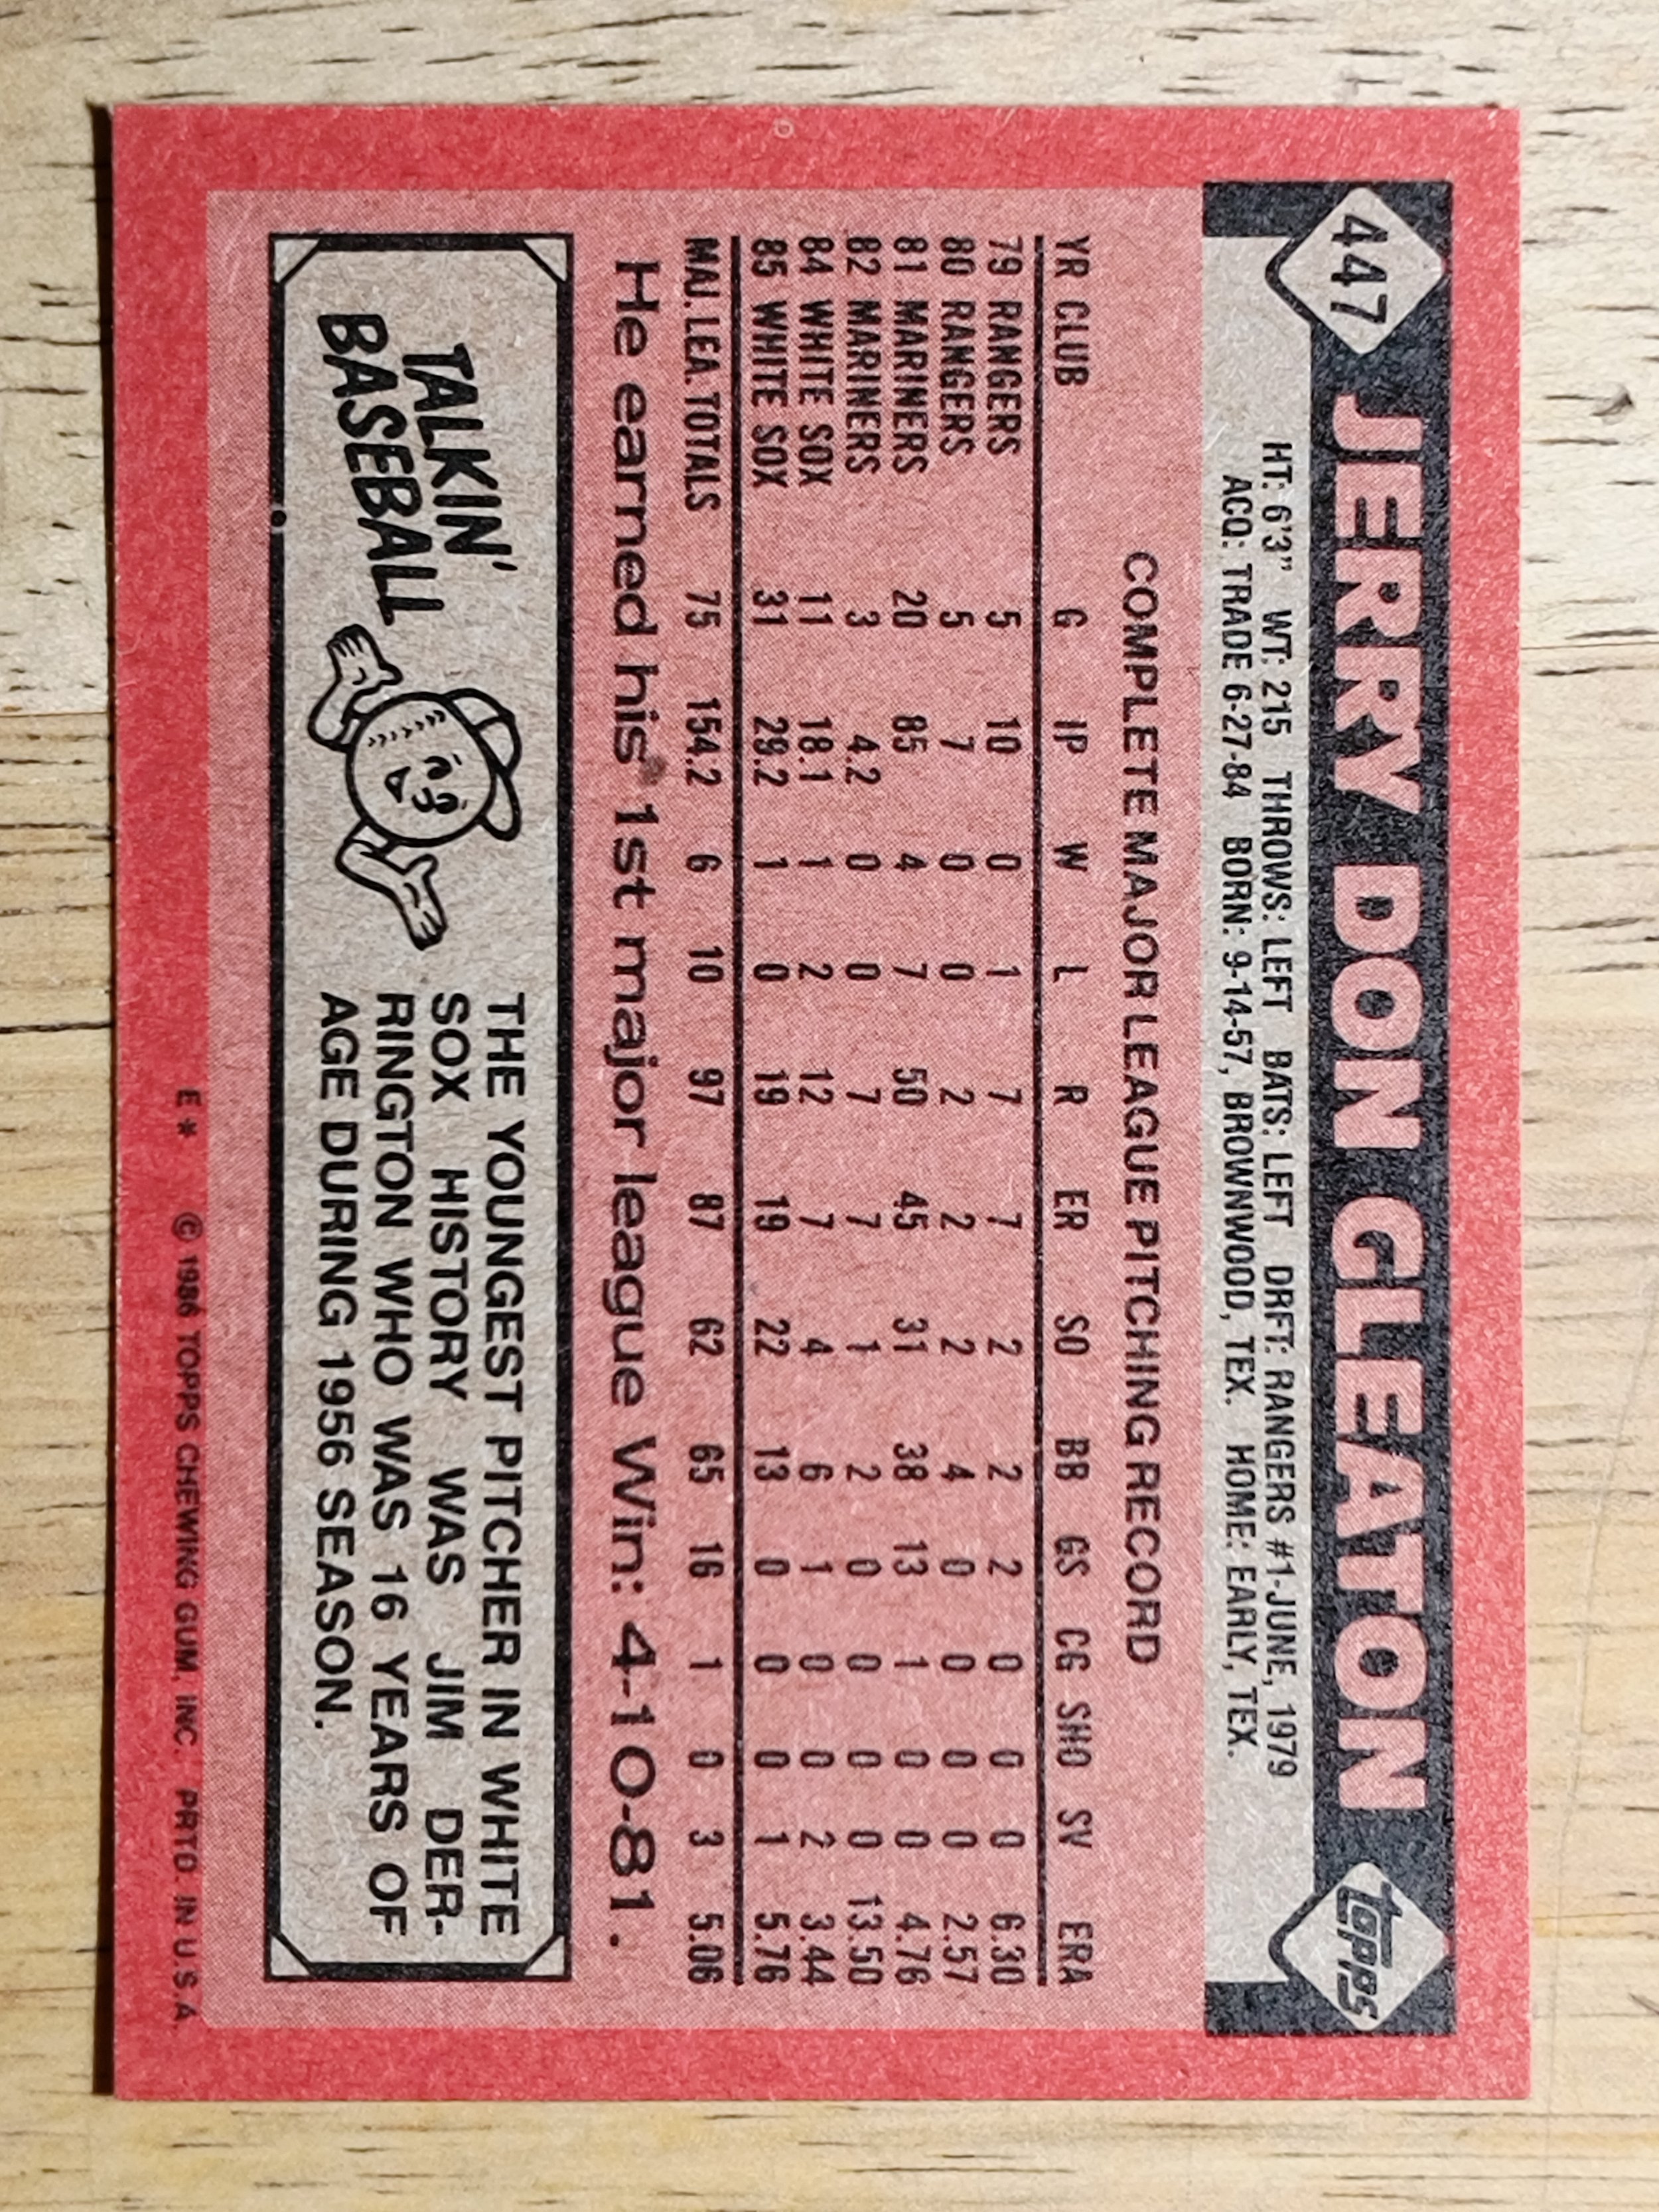 447 JERRY DON GLEATON topps
HT: 6'3" WT: 215 THROWS: LEFT BATS: LEFT DRFT: RANGERS #1-JUNE, 1979
ACQ: TRADE 6-27-84 BORN: 9-14-57, BROWNWOOD, TEX. HOME: EARLY, TEX.
COMPLETE MAJOR LEAGUE PITCHING RECORD
YR CLUB G IP W L R ER SO BB GS CG SHO SV ERA
79 RANGERS 5 10 0 1 7 7 2 2 2 0 0 0 6.30
80 RANGERS 5 7 0 0 2 2 2 4 0 0 0 0 2.57
81 MARINERS 20 85 4 7 50 45 31 38 13 1 0 0 4.76
82 MARINERS 3 4.2 0 0 7 7 1 2 0 0 0 0 13.50
84 WHITE SOX 11 18.1 1 2 12 7 4 6 1 0 0 2 3.44
85 WHITE SOX 31 29.2 1 0 19 19 22 13 0 0 0 1 5.76
MAJ. LEA. TOTALS 75 154.2 6 10 97 87 62 65 16 1 0 3 5.06
He earned his 1st major league Win: 4-10-81.
TALKIN'
BASEBALL
THE YOUNGEST PITCHER IN WHITE
SOX HISTORY WAS JIM DER-
RINGTON WHO WAS 16 YEARS OF
AGE DURING 1956 SEASON.
E* © 1986 TOPPS CHEWING GUM, INC. PRTD. IN U.S.A.